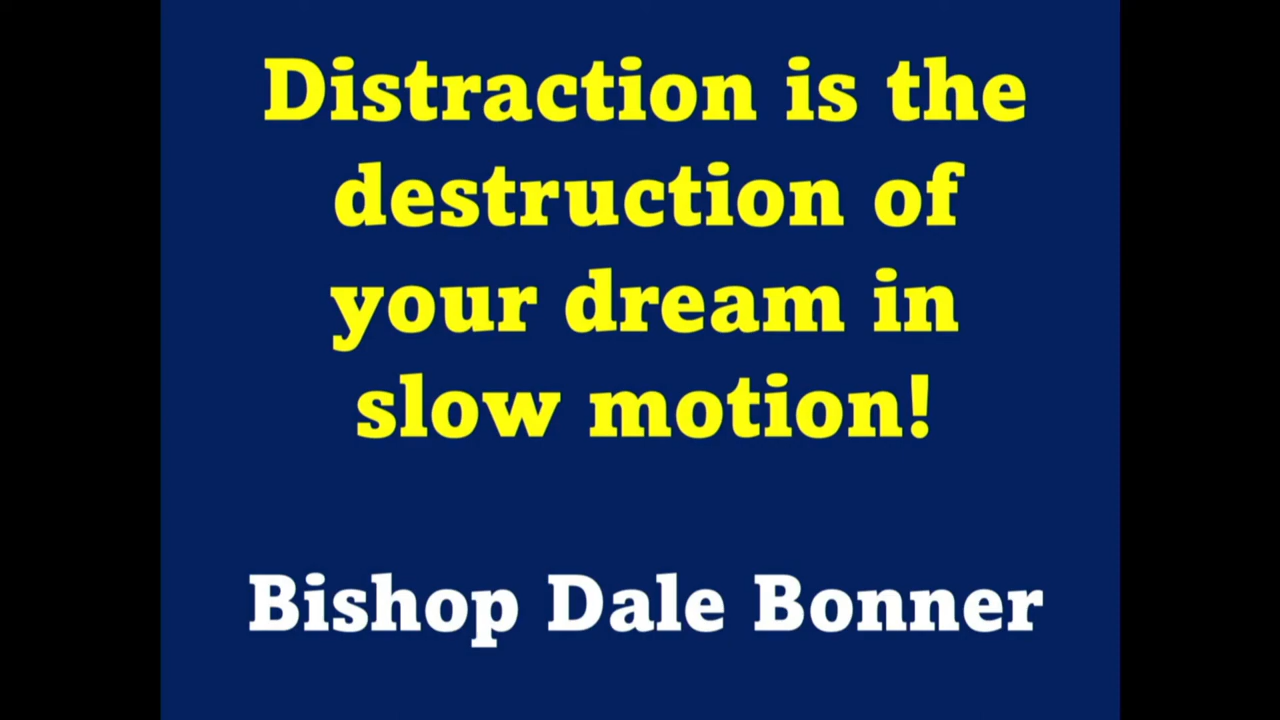 Distraction is the
destruction of
your dream in
slow motion!
Bishop Dale Bonner